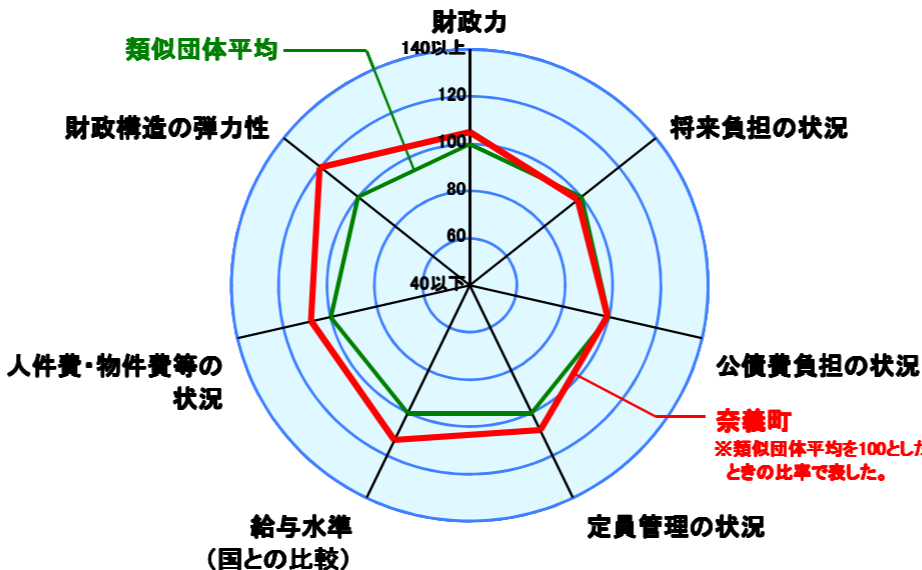 財政力
類似団体平均
140以上
120
財政構造の弾力性
将来負担の状況
100
80
60
40以下
人件費・物件費等の
状況
公債費負担の状況
奈義町
※類似団体平均を100とした
ときの比率で表した。
給与水準
(国との比較)
定員管理の状況